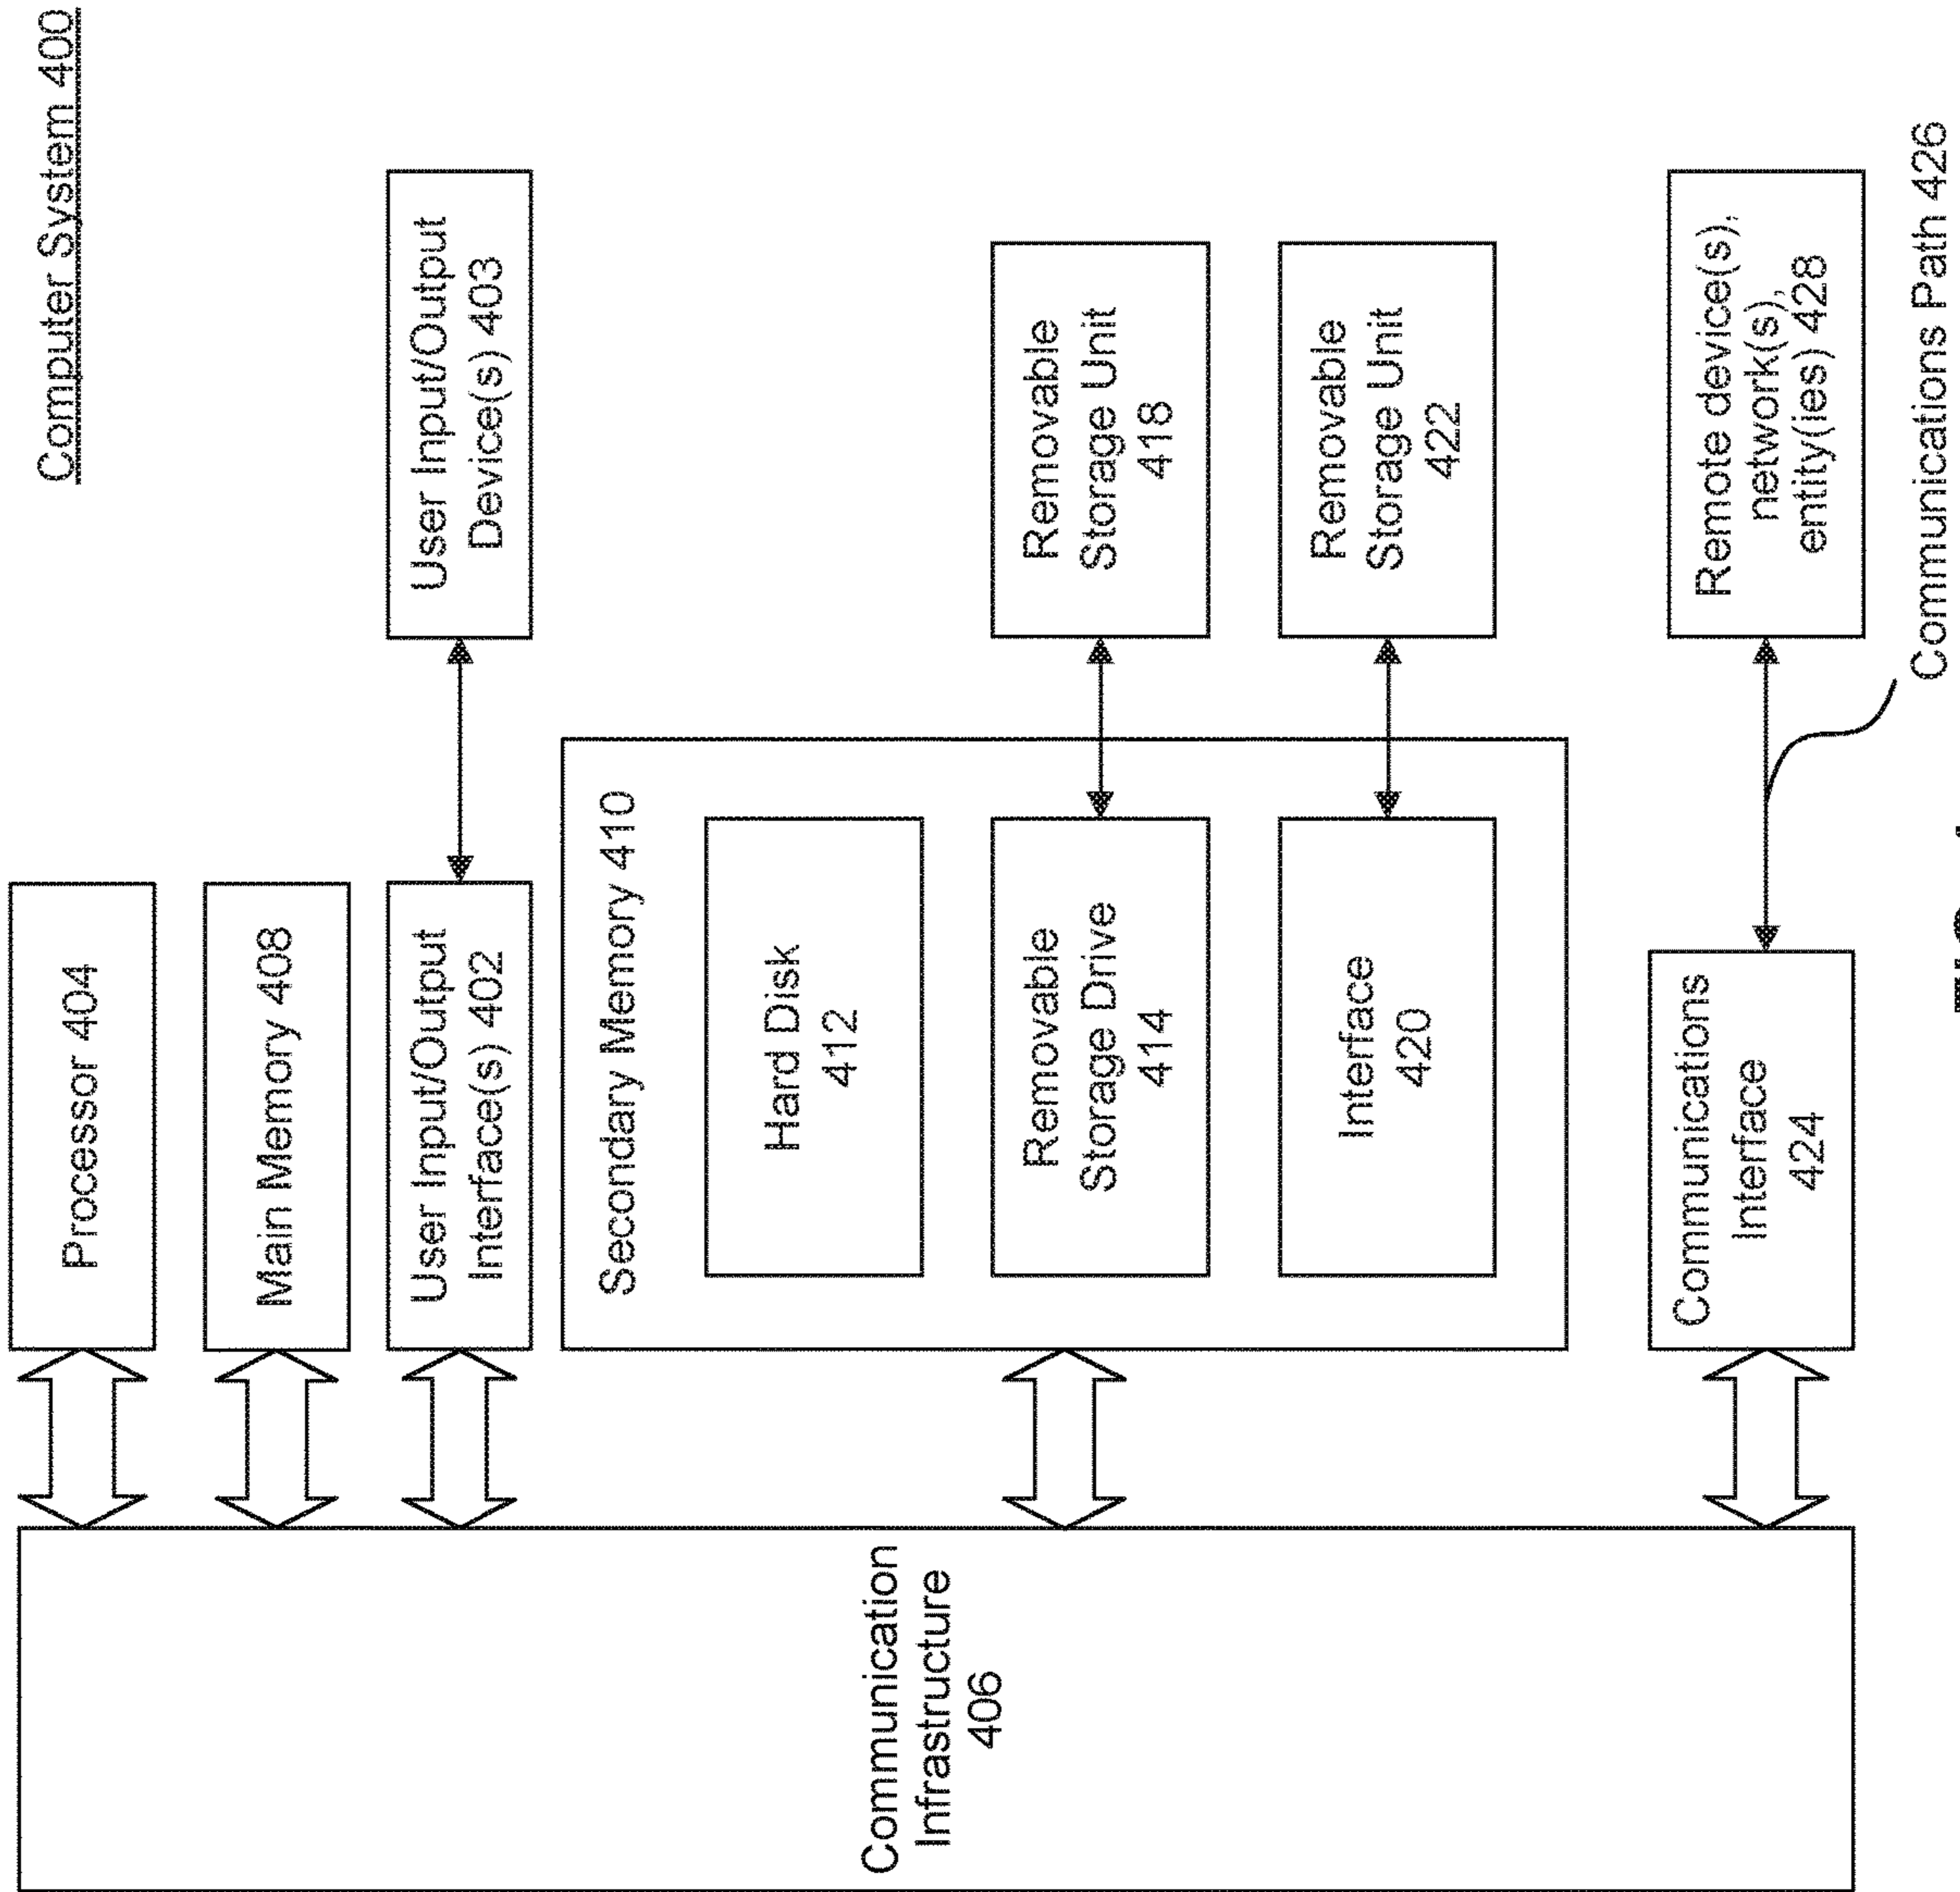 Computer System 400
Processor 404
Main Memory 408
User Input/Output
Interface(s) 402
User Input/Output
Device(s) 403
Secondary Memory 410
Hard Disk
412
Removable
Storage Drive
414
Removable
Storage Unit
418
Interface
420
Removable
Storage Unit
422
Communication
Infrastructure
406
Communications
Interface
424
Remote device(s),
network(s),
entity(ies) 428
Communications Path 426